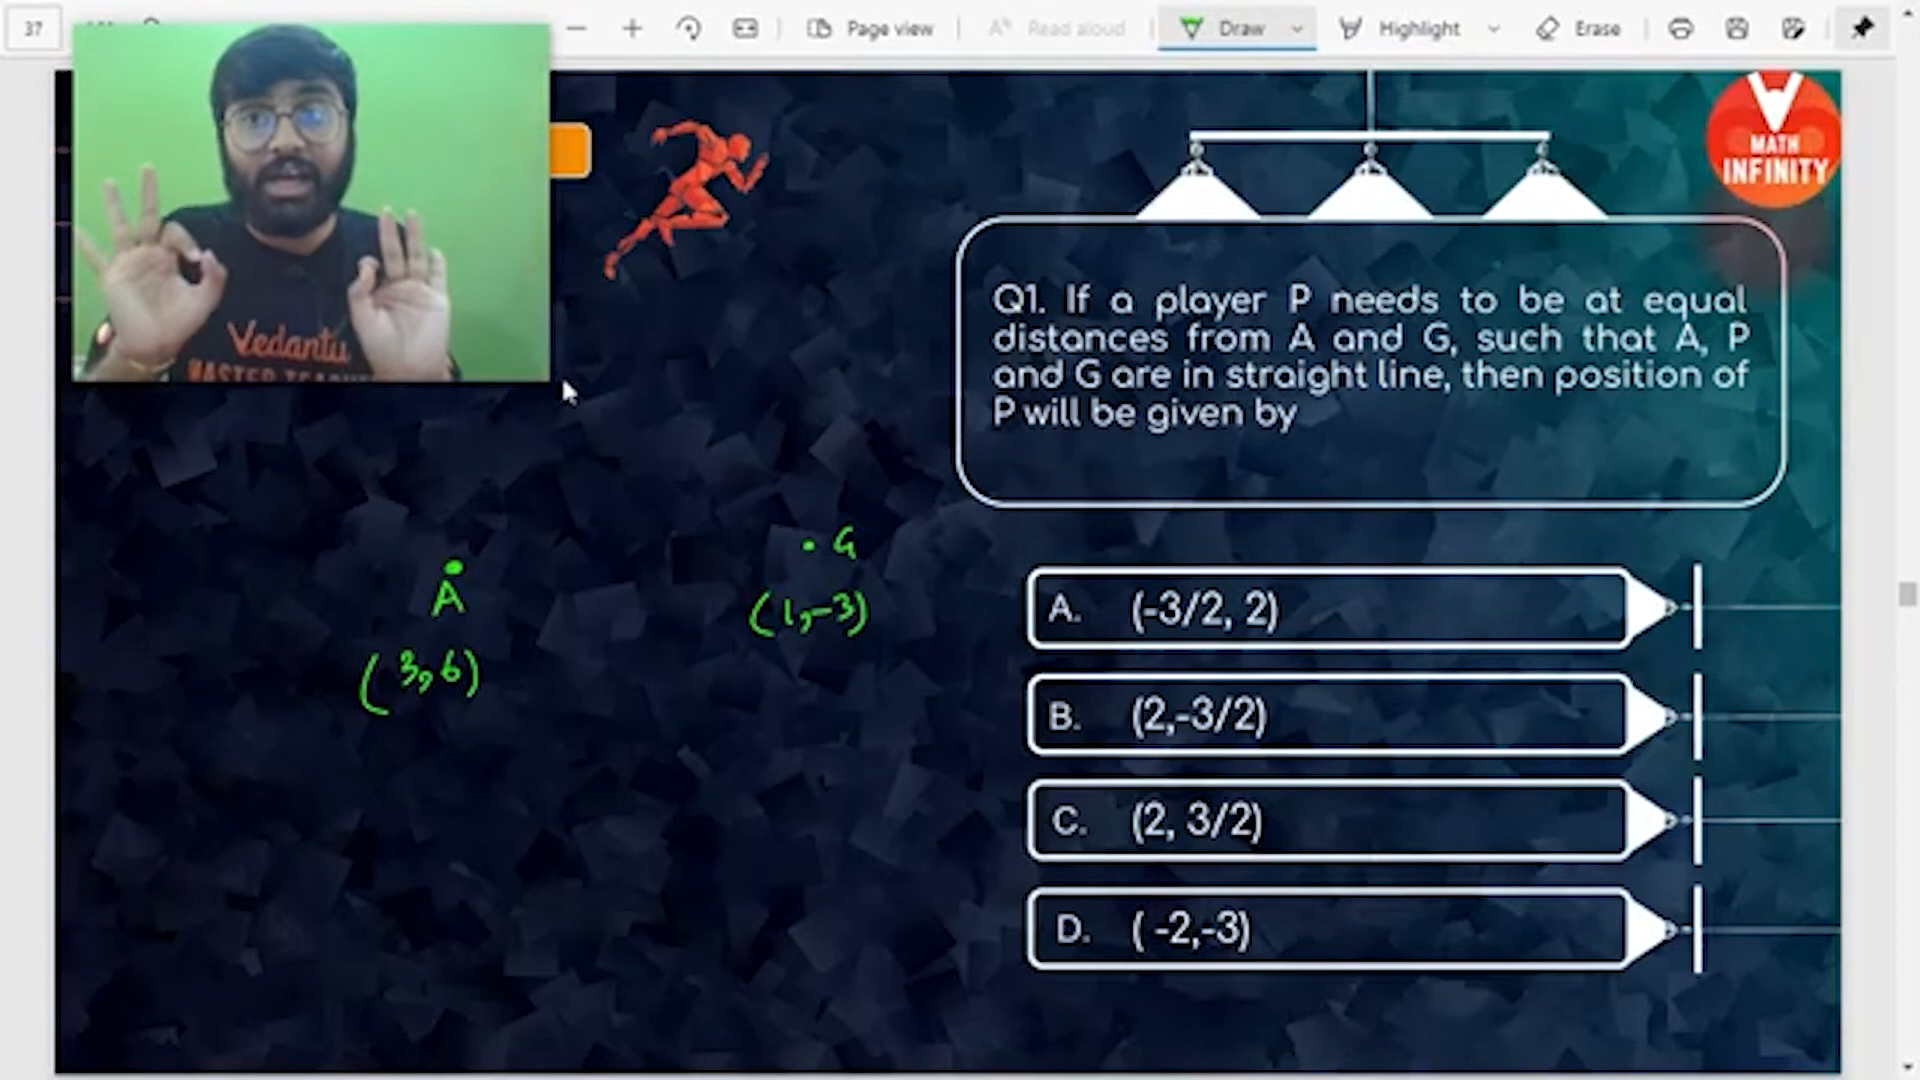 37
Page view
Read aloud
Draw
Highlight
Erase
MATH
INFINITY
Vedantu
Q1. If a player P needs to be at equal
distances from A and G, such that A, P
and G are in straight line, then position of
P will be given by
G
A
(1,-3)
(3,6)
A. (-3/2, 2)
B. (2,-3/2)
C. (2, 3/2)
D. ( -2,-3)